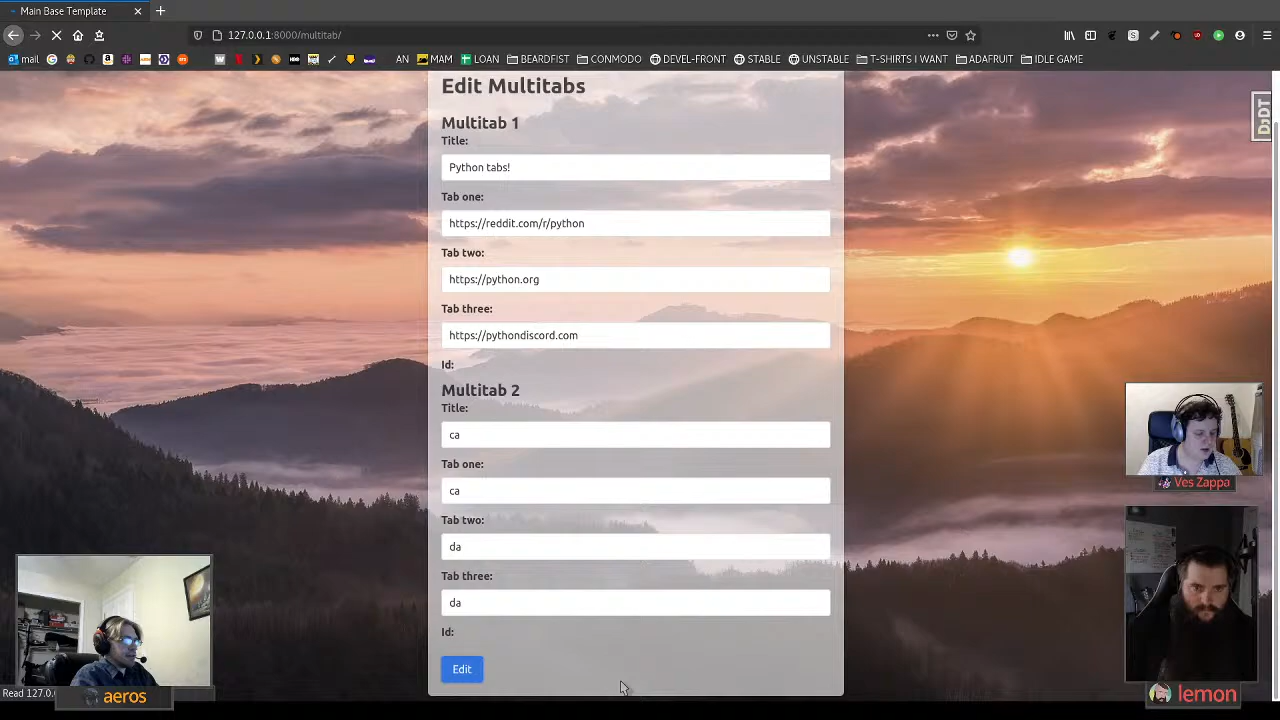 Main Base Template
127.0.0.1:8000/multitab/
mail
AN
MAM
LOAN
BEARDFIST
CONMODO
DEVEL-FRONT
STABLE
UNSTABLE
T-SHIRTS I WANT
ADAFRUIT
IDLE GAME
DJDT
Edit Multitabs
Multitab 1
Title:
Python tabs!
Tab one:
https://reddit.com/r/python
Tab two:
https://python.org
Tab three:
https://pythondiscord.com
Id:
Multitab 2
Title:
ca
Tab one:
ca
Tab two:
da
Tab three:
da
Id:
Edit
Ves Zappa
Read 127.0.
aeros
lemon